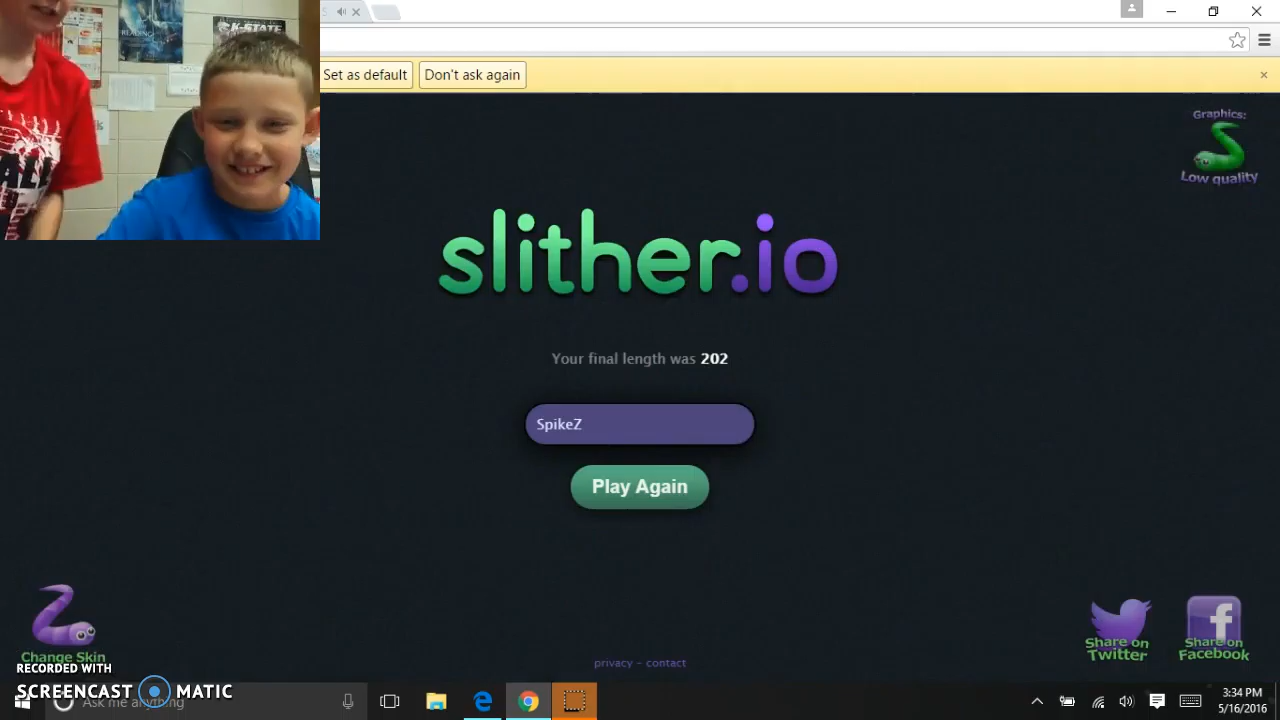 K-STATE
READING
S
Set as default
Don't ask again
Graphics:
Low quality
slither.io
Your final length was 202
SpikeZ
Play Again
Change Skin
Share on
Twitter
Share on
Facebook
privacy - contact
RECORDED WITH
SCREENCAST MATIC
Ask me anything
3:34 PM
5/16/2016